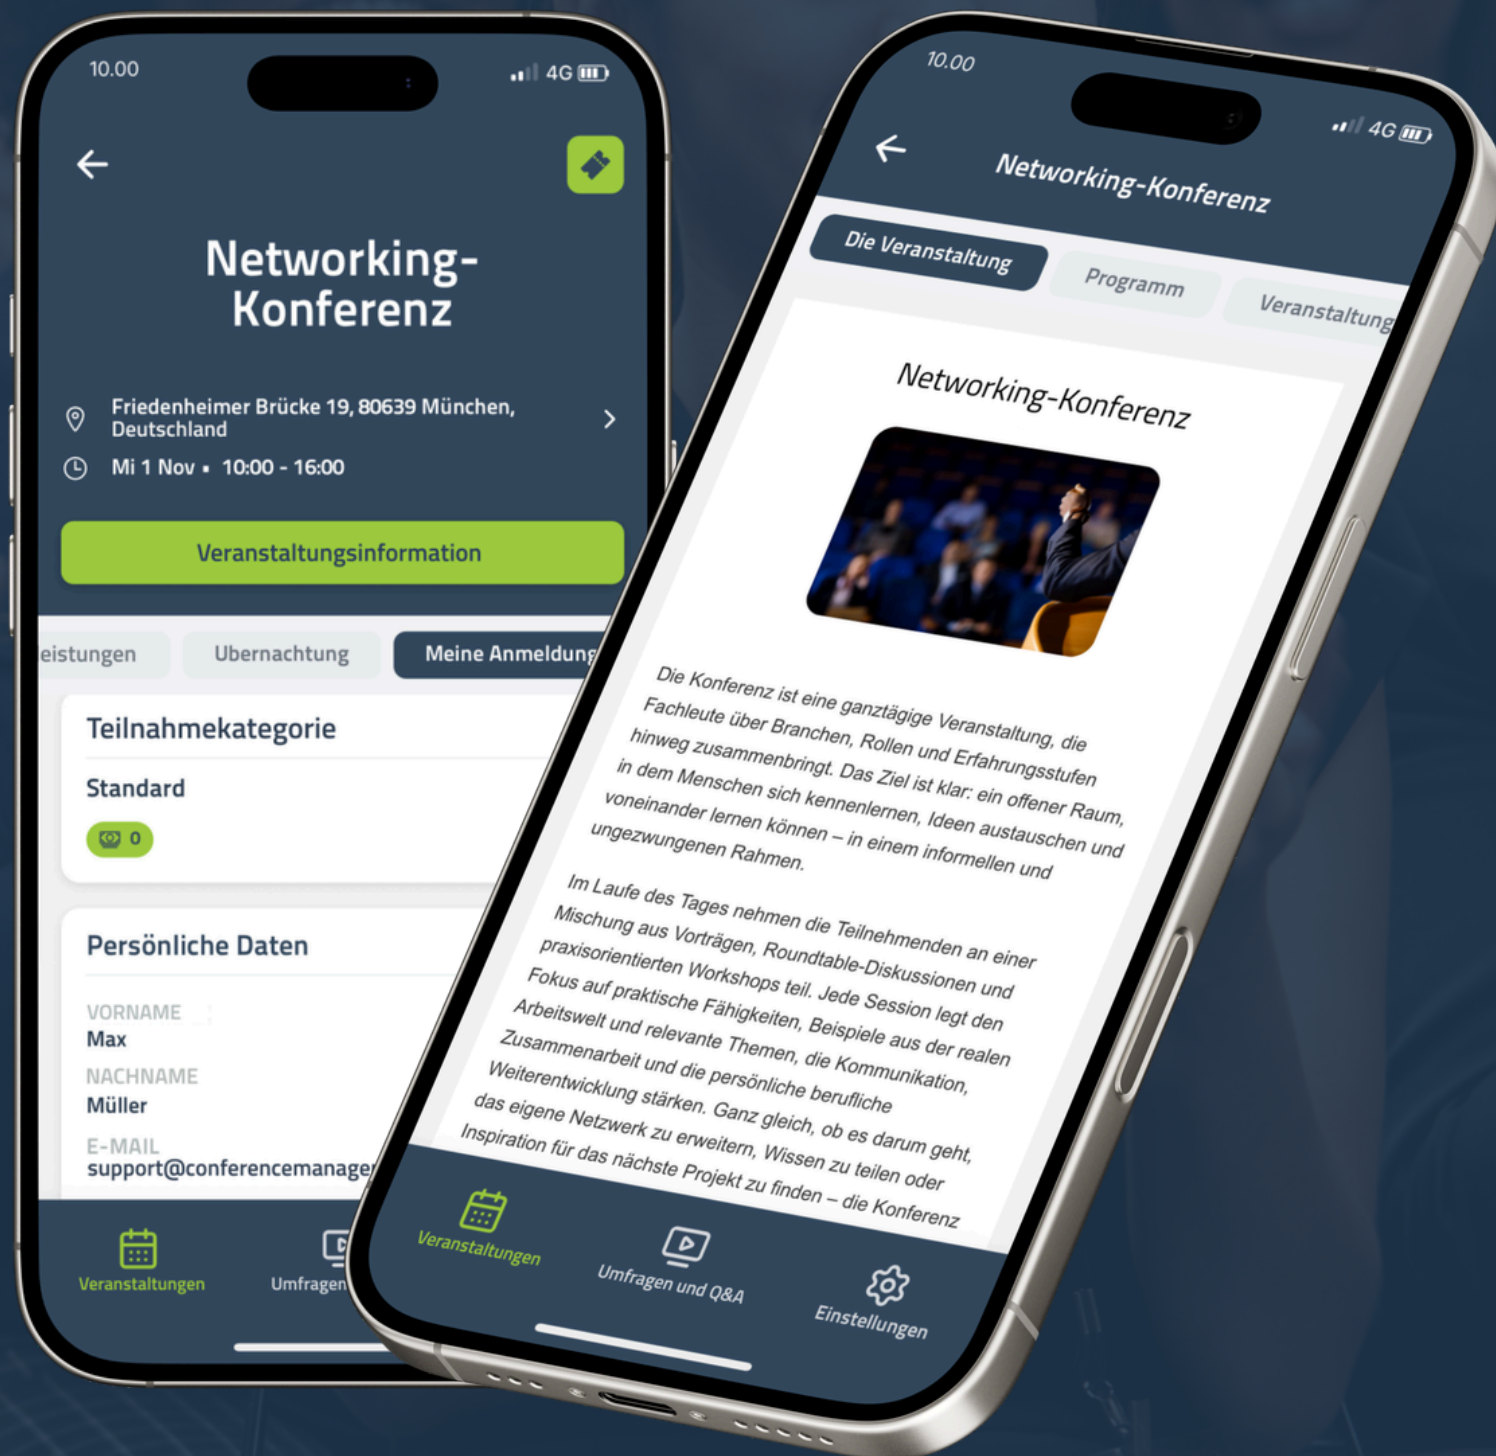 10.00
4G
Networking-
Konferenz
Friedenheimer Brücke 19, 80639 München,
Deutschland
Mi 1 Nov • 10:00 - 16:00
Veranstaltungsinformation
eistungen
Ubernachtung
Meine Anmeldung
Teilnahmekategorie
Standard
0
Persönliche Daten
VORNAME
Max
NACHNAME
Müller
E-MAIL
support@conferencemanager
Veranstaltungen
Umfragen
10.00
4G
Networking-Konferenz
Die Veranstaltung
Programm
Veranstaltung
Networking-Konferenz
Die Konferenz ist eine ganztägige Veranstaltung, die
Fachleute über Branchen, Rollen und Erfahrungsstufen
hinweg zusammenbringt. Das Ziel ist klar: ein offener Raum,
in dem Menschen sich kennenlernen, Ideen austauschen und
voneinander lernen können – in einem informellen und
ungezwungenen Rahmen.
Im Laufe des Tages nehmen die Teilnehmenden an einer
Mischung aus Vorträgen, Roundtable-Diskussionen und
praxisorientierten Workshops teil. Jede Session legt den
Fokus auf praktische Fähigkeiten, Beispiele aus der realen
Arbeitswelt und relevante Themen, die Kommunikation,
Zusammenarbeit und die persönliche berufliche
Weiterentwicklung stärken. Ganz gleich, ob es darum geht,
das eigene Netzwerk zu erweitern, Wissen zu teilen oder
Inspiration für das nächste Projekt zu finden – die Konferenz
Veranstaltungen
Umfragen und Q&A
Einstellungen